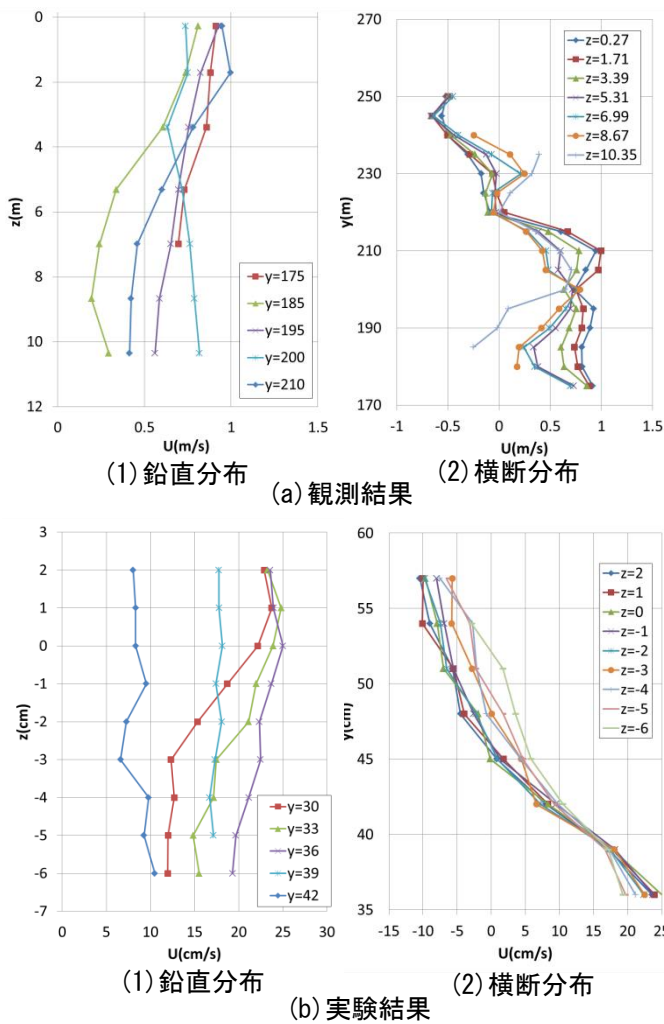 0
2
4
6
8
10
12
z(m)
0
0.5
1
1.5
U(m/s)
y=175
y=185
y=195
y=200
y=210
(1)鉛直分布
270
250
230
210
190
170
y(m)
-1
-0.5
0
0.5
1
1.5
U(m/s)
z=0.27
z=1.71
z=3.39
z=5.31
z=6.99
z=8.67
z=10.35
(2)横断分布
(a)観測結果
3
2
1
0
-1
-2
-3
-4
-5
-6
-7
z(cm)
0
5
10
15
20
25
30
U(cm/s)
y=30
y=33
y=36
y=39
y=42
(1)鉛直分布
60
55
50
45
40
35
y(cm)
-15
-10
-5
0
5
10
15
20
25
U(cm/s)
z=2
z=1
z=0
z=-1
z=-2
z=-3
z=-4
z=-5
z=-6
(2)横断分布
(b)実験結果